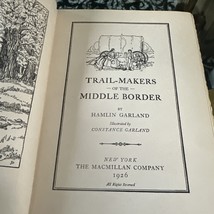 TRAIL-MAKERS
OF THE
MIDDLE BORDER
BY
HAMLIN GARLAND
Illustrated by
CONSTANCE GARLAND
NEW YORK
THE MACMILLAN COMPANY
1926
All Rights Reserved